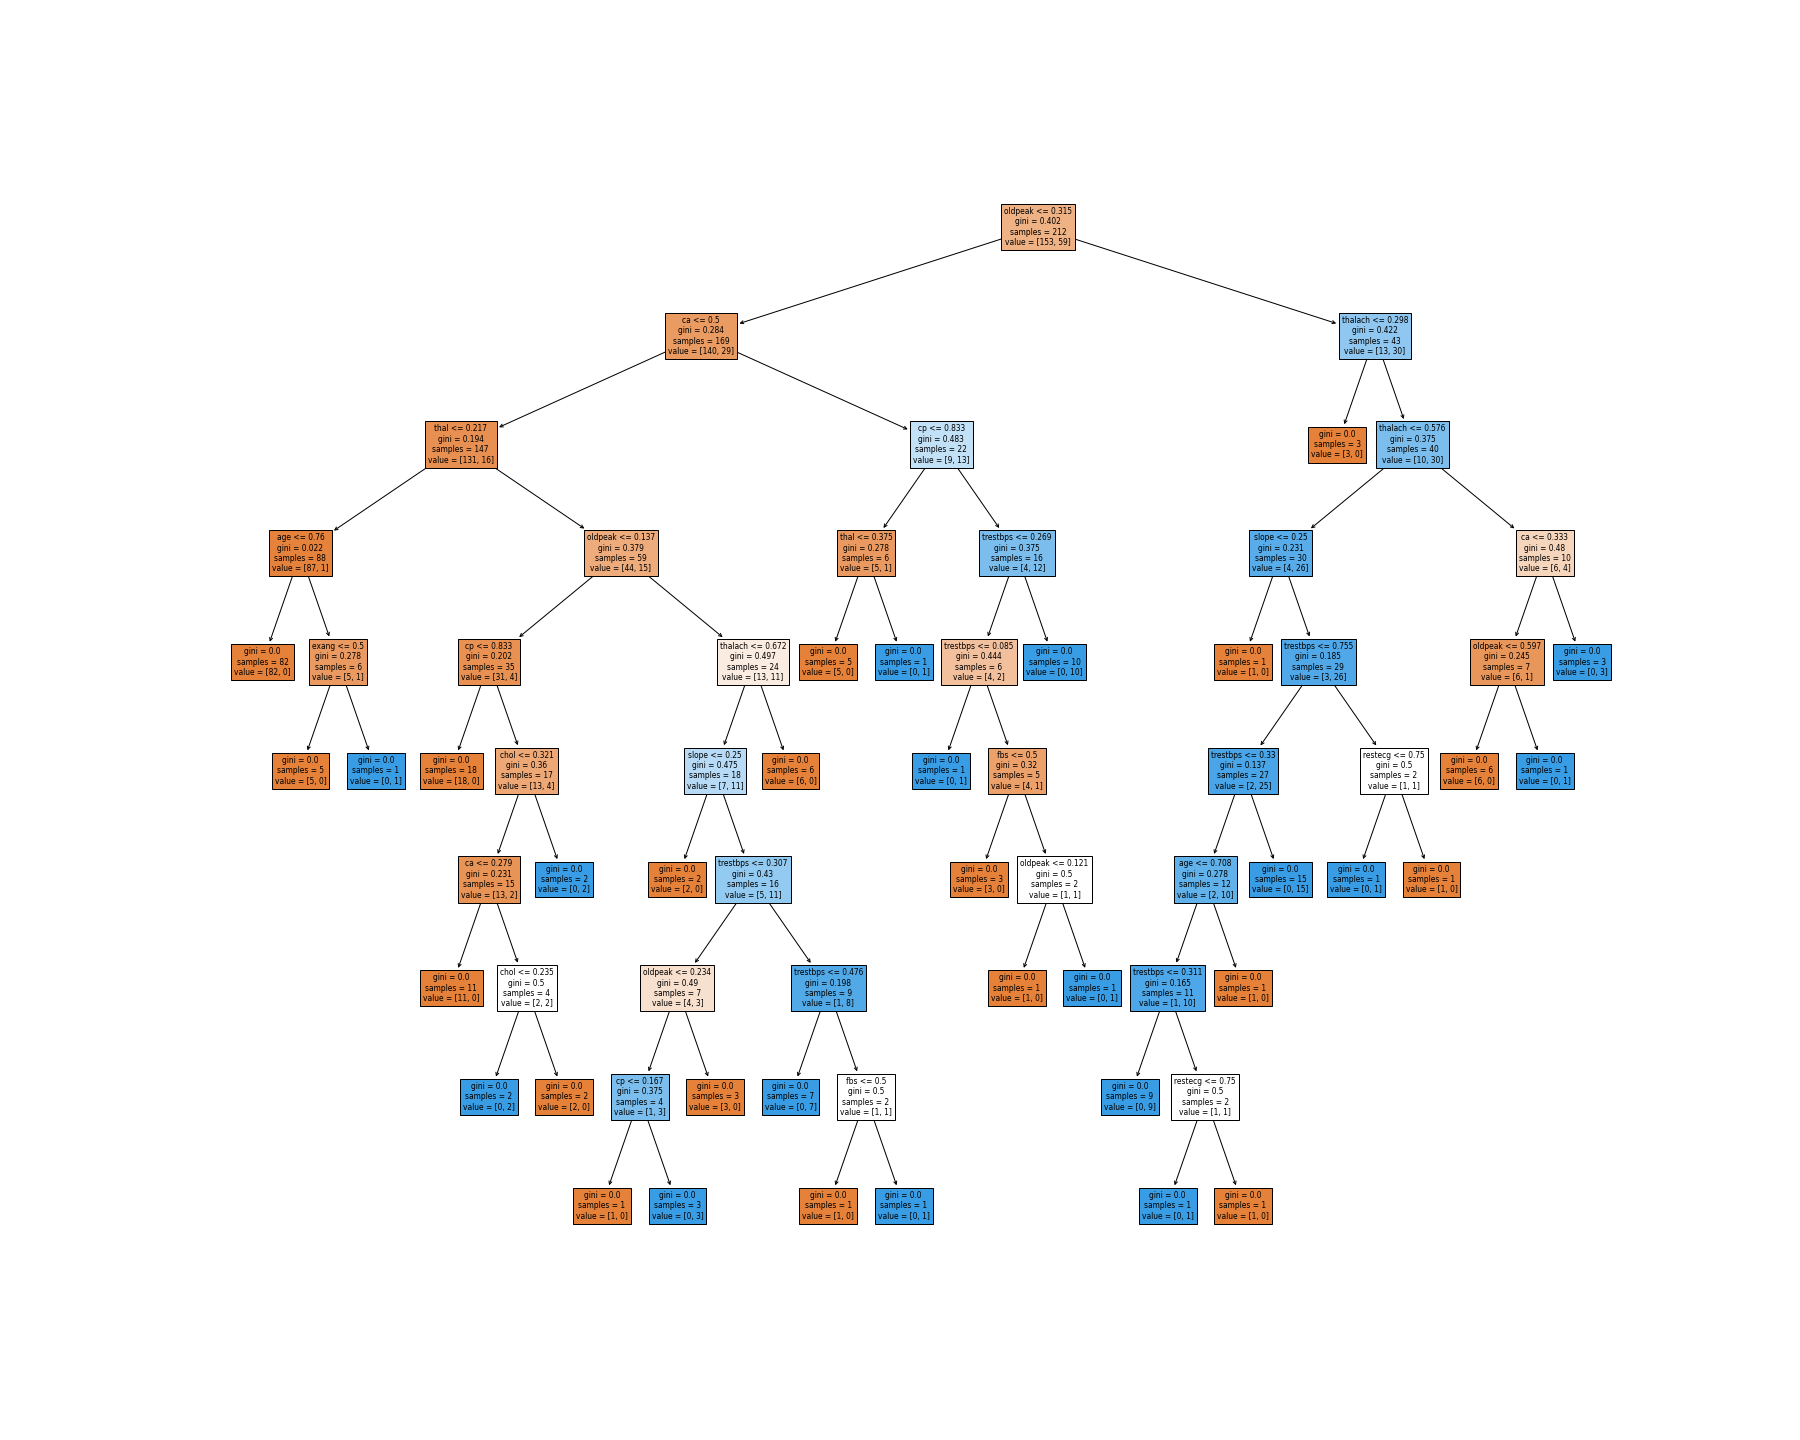 oldpeak <= 0.315
gini = 0.402
samples = 212
value = [153, 59]
ca <= 0.5
gini = 0.284
samples = 169
value = [140, 29]
thalach <= 0.298
gini = 0.422
samples = 43
value = [13, 30]
thal <= 0.217
gini = 0.194
samples = 147
value = [131, 16]
cp <= 0.833
gini = 0.483
samples = 22
value = [9, 13]
gini = 0.0
samples = 3
value = [3, 0]
thalach <= 0.576
gini = 0.375
samples = 40
value = [10, 30]
age <= 0.76
gini = 0.022
samples = 88
value = [87, 1]
oldpeak <= 0.137
gini = 0.379
samples = 59
value = [44, 15]
thal <= 0.375
gini = 0.278
samples = 6
value = [5, 1]
trestbps <= 0.269
gini = 0.375
samples = 16
value = [4, 12]
slope <= 0.25
gini = 0.231
samples = 30
value = [4, 26]
ca <= 0.333
gini = 0.48
samples = 10
value = [6, 4]
gini = 0.0
samples = 82
value = [82, 0]
exang <= 0.5
gini = 0.278
samples = 6
value = [5, 1]
cp <= 0.833
gini = 0.202
samples = 35
value = [31, 4]
thalach <= 0.672
gini = 0.497
samples = 24
value = [13, 11]
gini = 0.0
samples = 5
value = [5, 0]
gini = 0.0
samples = 1
value = [0, 1]
trestbps <= 0.085
gini = 0.444
samples = 6
value = [4, 2]
gini = 0.0
samples = 10
value = [0, 10]
gini = 0.0
samples = 1
value = [1, 0]
trestbps <= 0.755
gini = 0.185
samples = 29
value = [3, 26]
oldpeak <= 0.597
gini = 0.245
samples = 7
value = [6, 1]
gini = 0.0
samples = 3
value = [0, 3]
gini = 0.0
samples = 5
value = [5, 0]
gini = 0.0
samples = 1
value = [0, 1]
gini = 0.0
samples = 18
value = [18, 0]
chol <= 0.321
gini = 0.36
samples = 17
value = [13, 4]
slope <= 0.25
gini = 0.475
samples = 18
value = [7, 11]
gini = 0.0
samples = 6
value = [6, 0]
gini = 0.0
samples = 1
value = [0, 1]
fbs <= 0.5
gini = 0.32
samples = 5
value = [4, 1]
trestbps <= 0.33
gini = 0.137
samples = 27
value = [2, 25]
restecg <= 0.75
gini = 0.5
samples = 2
value = [1, 1]
gini = 0.0
samples = 6
value = [6, 0]
gini = 0.0
samples = 1
value = [0, 1]
ca <= 0.279
gini = 0.231
samples = 15
value = [13, 2]
gini = 0.0
samples = 2
value = [0, 2]
gini = 0.0
samples = 2
value = [2, 0]
trestbps <= 0.307
gini = 0.43
samples = 16
value = [5, 11]
gini = 0.0
samples = 3
value = [3, 0]
oldpeak <= 0.121
gini = 0.5
samples = 2
value = [1, 1]
age <= 0.708
gini = 0.278
samples = 12
value = [2, 10]
gini = 0.0
samples = 15
value = [0, 15]
gini = 0.0
samples = 1
value = [0, 1]
gini = 0.0
samples = 1
value = [1, 0]
gini = 0.0
samples = 11
value = [11, 0]
chol <= 0.235
gini = 0.5
samples = 4
value = [2, 2]
oldpeak <= 0.234
gini = 0.49
samples = 7
value = [4, 3]
trestbps <= 0.476
gini = 0.198
samples = 9
value = [1, 8]
gini = 0.0
samples = 1
value = [1, 0]
gini = 0.0
samples = 1
value = [0, 1]
trestbps <= 0.311
gini = 0.165
samples = 11
value = [1, 10]
gini = 0.0
samples = 1
value = [1, 0]
gini = 0.0
samples = 2
value = [0, 2]
gini = 0.0
samples = 2
value = [2, 0]
cp <= 0.167
gini = 0.375
samples = 4
value = [1, 3]
gini = 0.0
samples = 3
value = [3, 0]
gini = 0.0
samples = 7
value = [0, 7]
fbs <= 0.5
gini = 0.5
samples = 2
value = [1, 1]
gini = 0.0
samples = 9
value = [0, 9]
restecg <= 0.75
gini = 0.5
samples = 2
value = [1, 1]
gini = 0.0
samples = 1
value = [1, 0]
gini = 0.0
samples = 3
value = [0, 3]
gini = 0.0
samples = 1
value = [1, 0]
gini = 0.0
samples = 1
value = [0, 1]
gini = 0.0
samples = 1
value = [0, 1]
gini = 0.0
samples = 1
value = [1, 0]